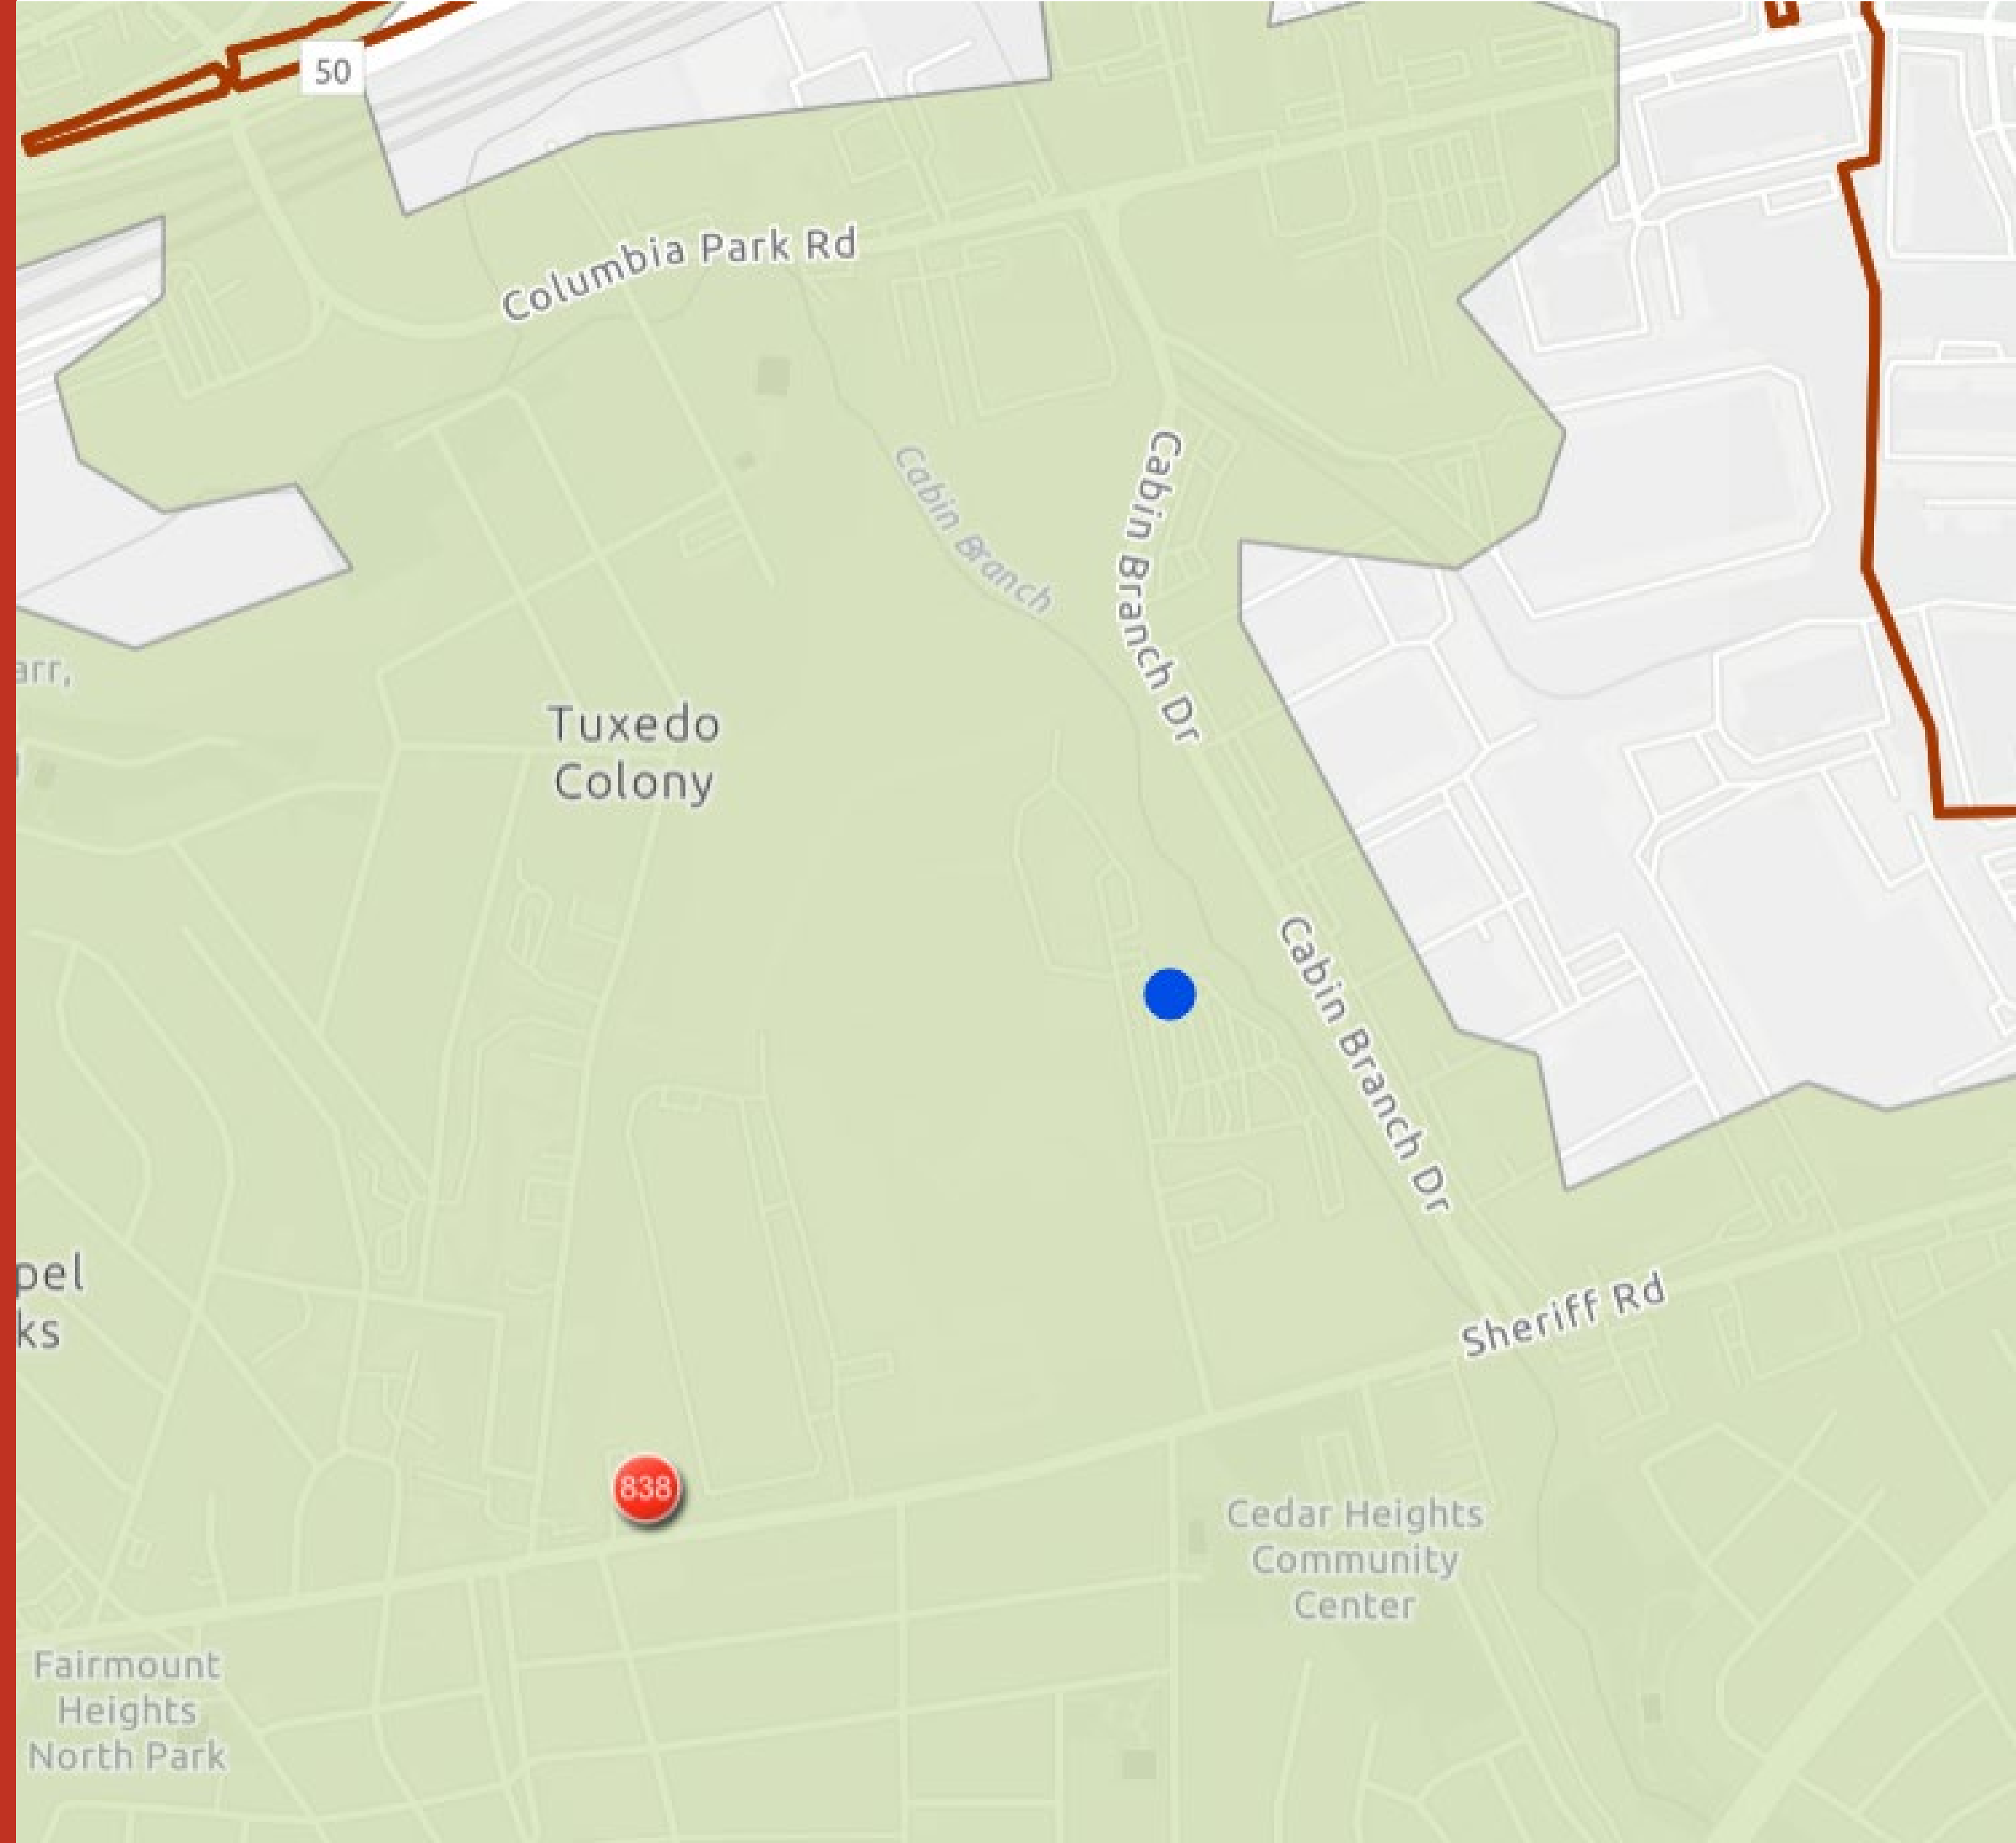 50
Columbia Park Rd
Cabin Branch
Cabin Branch Dr
arr,
Tuxedo
Colony
Cabin Branch Dr
pel
ks
Sheriff Rd
838
Cedar Heights
Community
Center
Fairmount
Heights
North Park